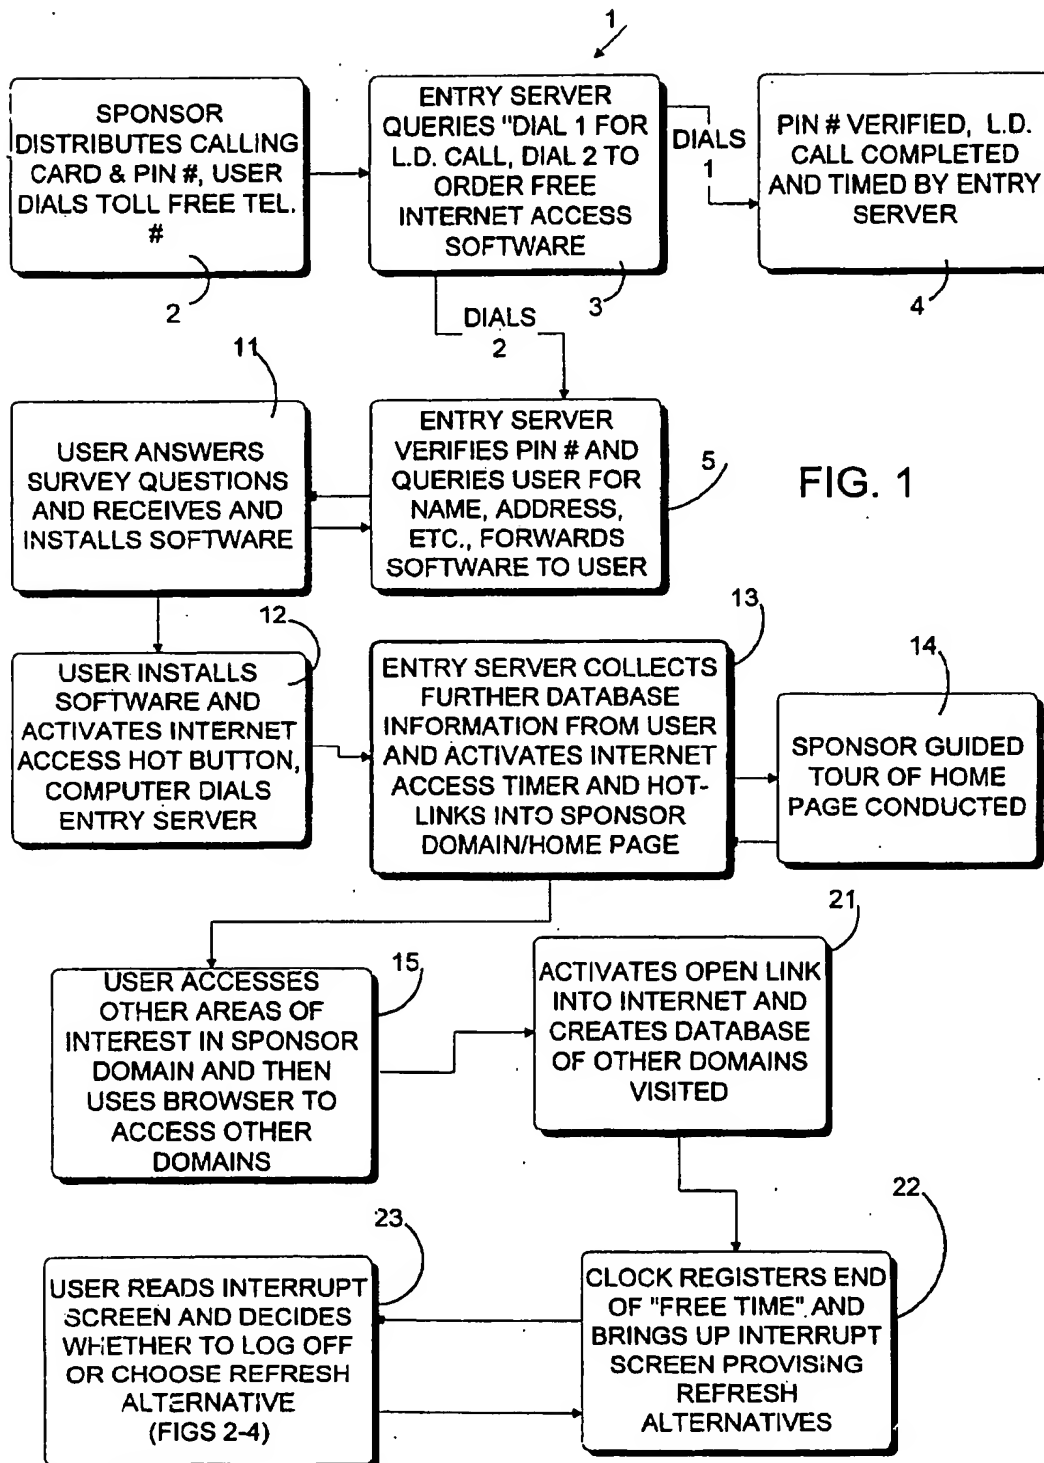 1
SPONSOR
DISTRIBUTES CALLING
CARD & PIN #, USER
DIALS TOLL FREE TEL.
#
2
ENTRY SERVER
QUERIES "DIAL 1 FOR
L.D. CALL, DIAL 2 TO
ORDER FREE
INTERNET ACCESS
SOFTWARE
3
DIALS
1
PIN # VERIFIED, L.D.
CALL COMPLETED
AND TIMED BY ENTRY
SERVER
4
DIALS
2
11
USER ANSWERS
SURVEY QUESTIONS
AND RECEIVES AND
INSTALLS SOFTWARE
ENTRY SERVER
VERIFIES PIN # AND
QUERIES USER FOR
NAME, ADDRESS,
ETC., FORWARDS
SOFTWARE TO USER
5
FIG. 1
12
USER INSTALLS
SOFTWARE AND
ACTIVATES INTERNET
ACCESS HOT BUTTON,
COMPUTER DIALS
ENTRY SERVER
13
ENTRY SERVER COLLECTS
FURTHER DATABASE
INFORMATION FROM USER
AND ACTIVATES INTERNET
ACCESS TIMER AND HOT-
LINKS INTO SPONSOR
DOMAIN/HOME PAGE
14
SPONSOR GUIDED
TOUR OF HOME
PAGE CONDUCTED
15
USER ACCESSES
OTHER AREAS OF
INTEREST IN SPONSOR
DOMAIN AND THEN
USES BROWSER TO
ACCESS OTHER
DOMAINS
21
ACTIVATES OPEN LINK
INTO INTERNET AND
CREATES DATABASE
OF OTHER DOMAINS
VISITED
23
USER READS INTERRUPT
SCREEN AND DECIDES
WHETHER TO LOG OFF
OR CHOOSE REFRESH
ALTERNATIVE
(FIGS 2-4)
22
CLOCK REGISTERS END
OF "FREE TIME" AND
BRINGS UP INTERRUPT
SCREEN PROVISING
REFRESH
ALTERNATIVES